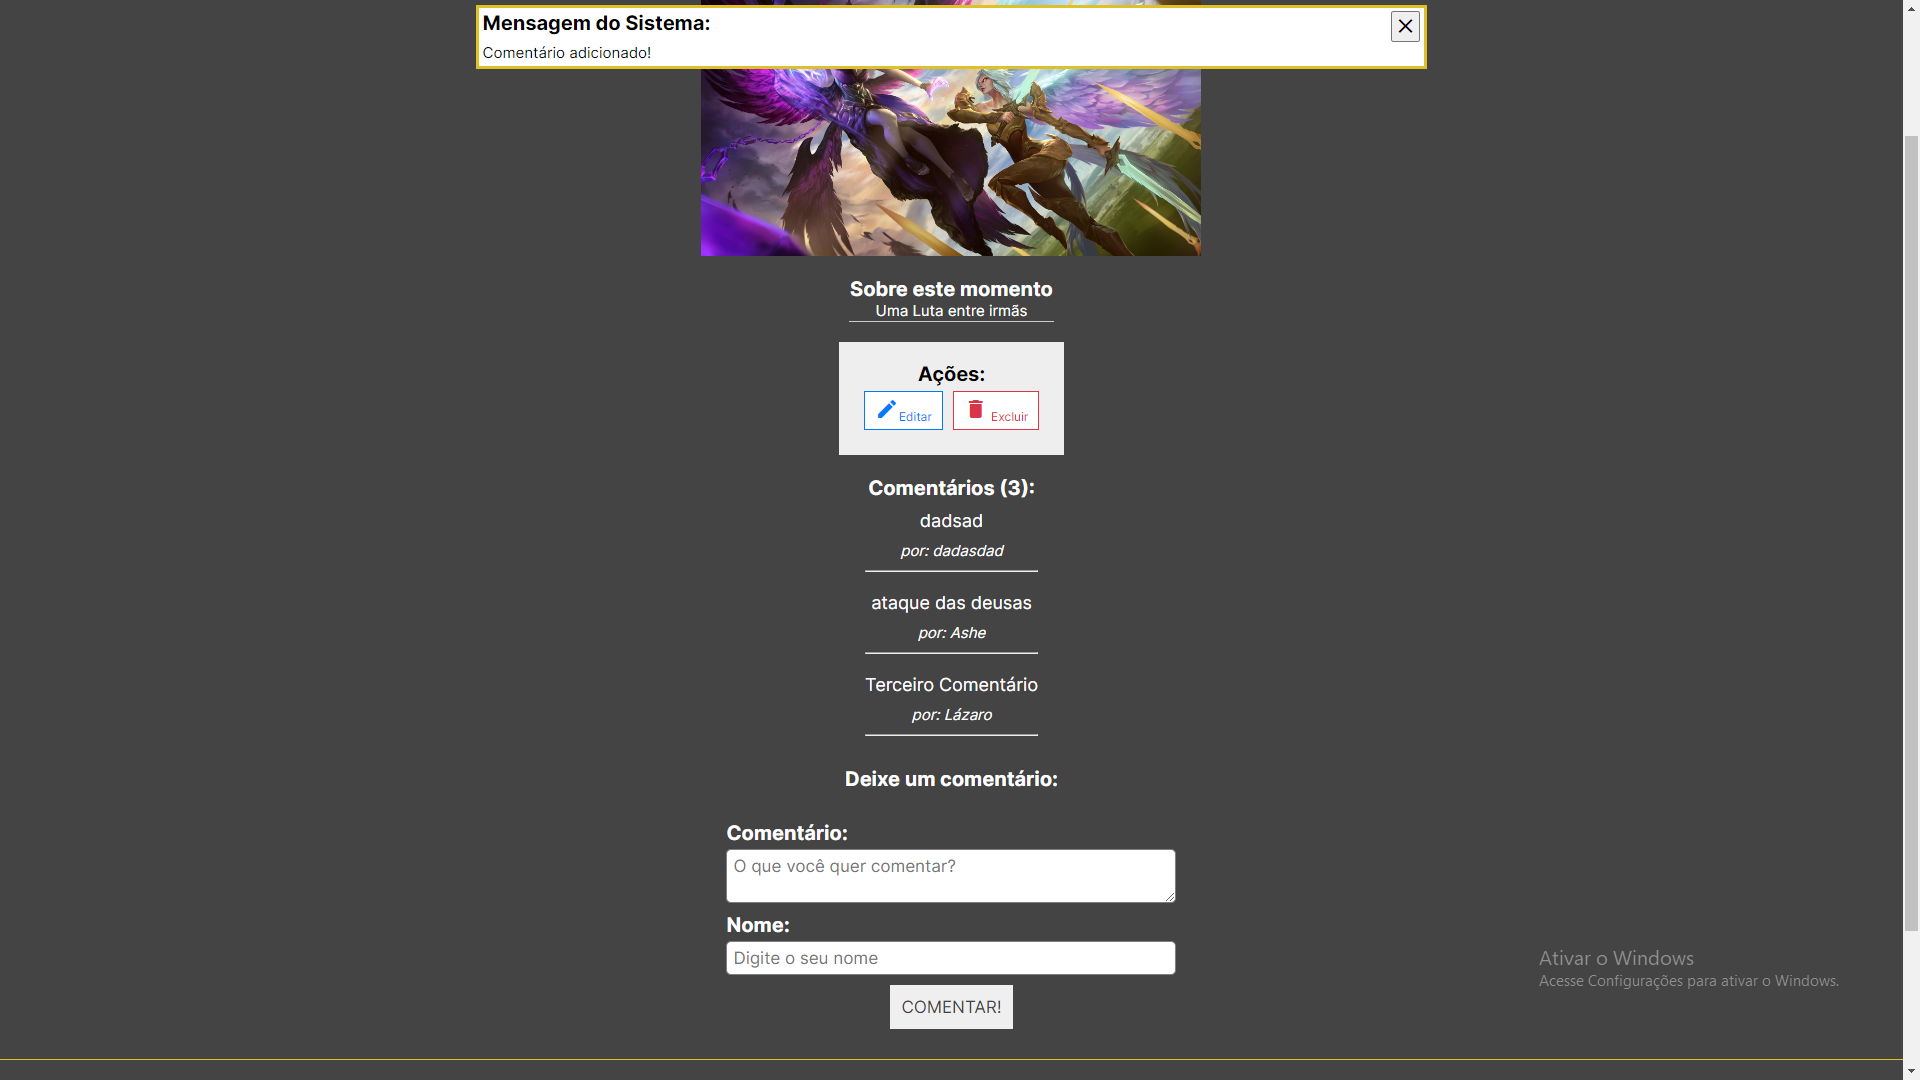 Mensagem do Sistema:
Comentário adicionado!
Sobre este momento
Uma Luta entre irmãs
Ações:
Editar Excluir
Comentários (3):
dadsad
por: dadasdad
ataque das deusas
por: Ashe
Terceiro Comentário
por: Lázaro
Deixe um comentário:
Comentário:
O que você quer comentar?
Nome:
Digite o seu nome
COMENTAR!
Ativar o Windows
Acesse Configurações para ativar o Windows.